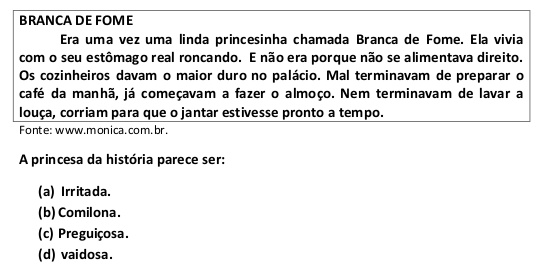 BRANCA DE FOME
Era uma vez uma linda princesinha chamada Branca de Fome. Ela vivia
com o seu estômago real roncando. E não era porque não se alimentava direito.
Os cozinheiros davam o maior duro no palácio. Mal terminavam de preparar o
café da manhã, já começavam a fazer o almoço. Nem terminavam de lavar a
louça, corriam para que o jantar estivesse pronto a tempo.
Fonte: www.monica.com.br.
A princesa da história parece ser:
(a) Irritada.
(b) Comilona.
(c) Preguiçosa.
(d) vaidosa.